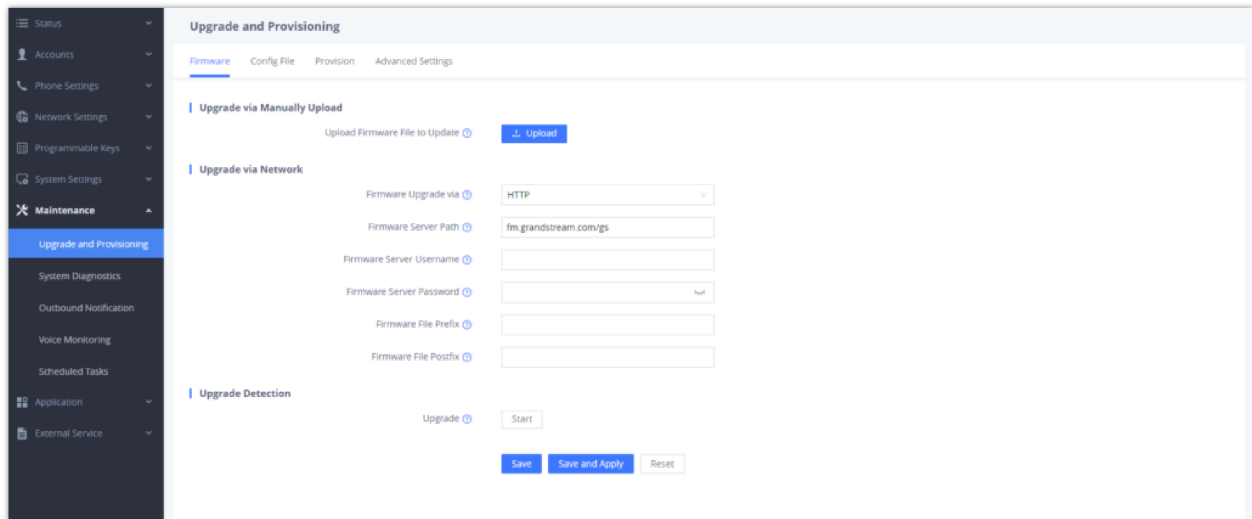 Status
Accounts
Phone Settings
Network Settings
Programmable Keys
System Settings
Maintenance
Upgrade and Provisioning
System Diagnostics
Outbound Notification
Voice Monitoring
Scheduled Tasks
Application
External Service
Upgrade and Provisioning
Firmware Config File Provision Advanced Settings
Upgrade via Manually Upload
Upload Firmware File to Update Upload
Upgrade via Network
Firmware Upgrade via HTTP
Firmware Server Path fm.grandstream.com/gs
Firmware Server Username
Firmware Server Password
Firmware File Prefix
Firmware File Postfix
Upgrade Detection
Upgrade Start
Save Save and Apply Reset